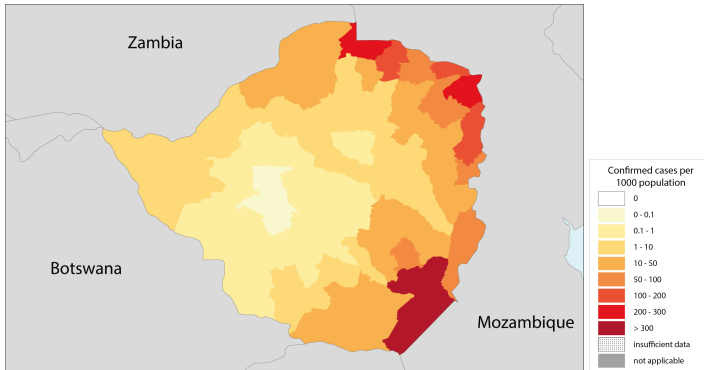 Zambia
Botswana
Mozambique
Confirmed cases per
1000 population
0
0 - 0.1
0.1 - 1
1 - 10
10 - 50
50 - 100
100 - 200
200 - 300
> 300
insufficient data
not applicable